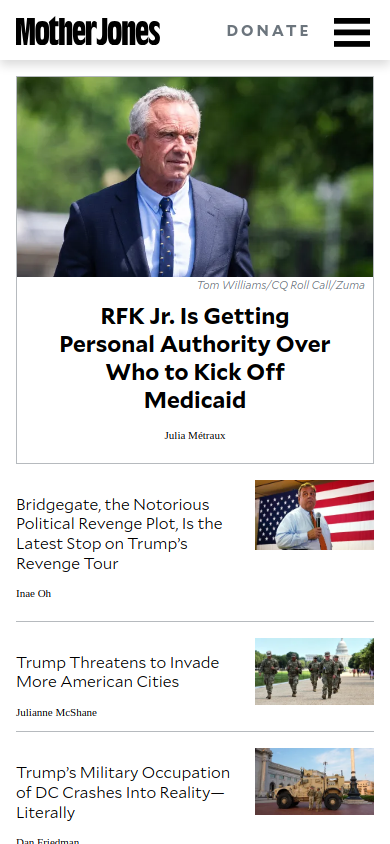 Mother Jones
DONATE
Tom Williams/CQ Roll Call/Zuma
RFK Jr. Is Getting
Personal Authority Over
Who to Kick Off
Medicaid
Julia Métraux
Bridgegate, the Notorious
Political Revenge Plot, Is the
Latest Stop on Trump’s
Revenge Tour
Inae Oh
Trump Threatens to Invade
More American Cities
Julianne McShane
Trump’s Military Occupation
of DC Crashes Into Reality—
Literally
Dan Friedman